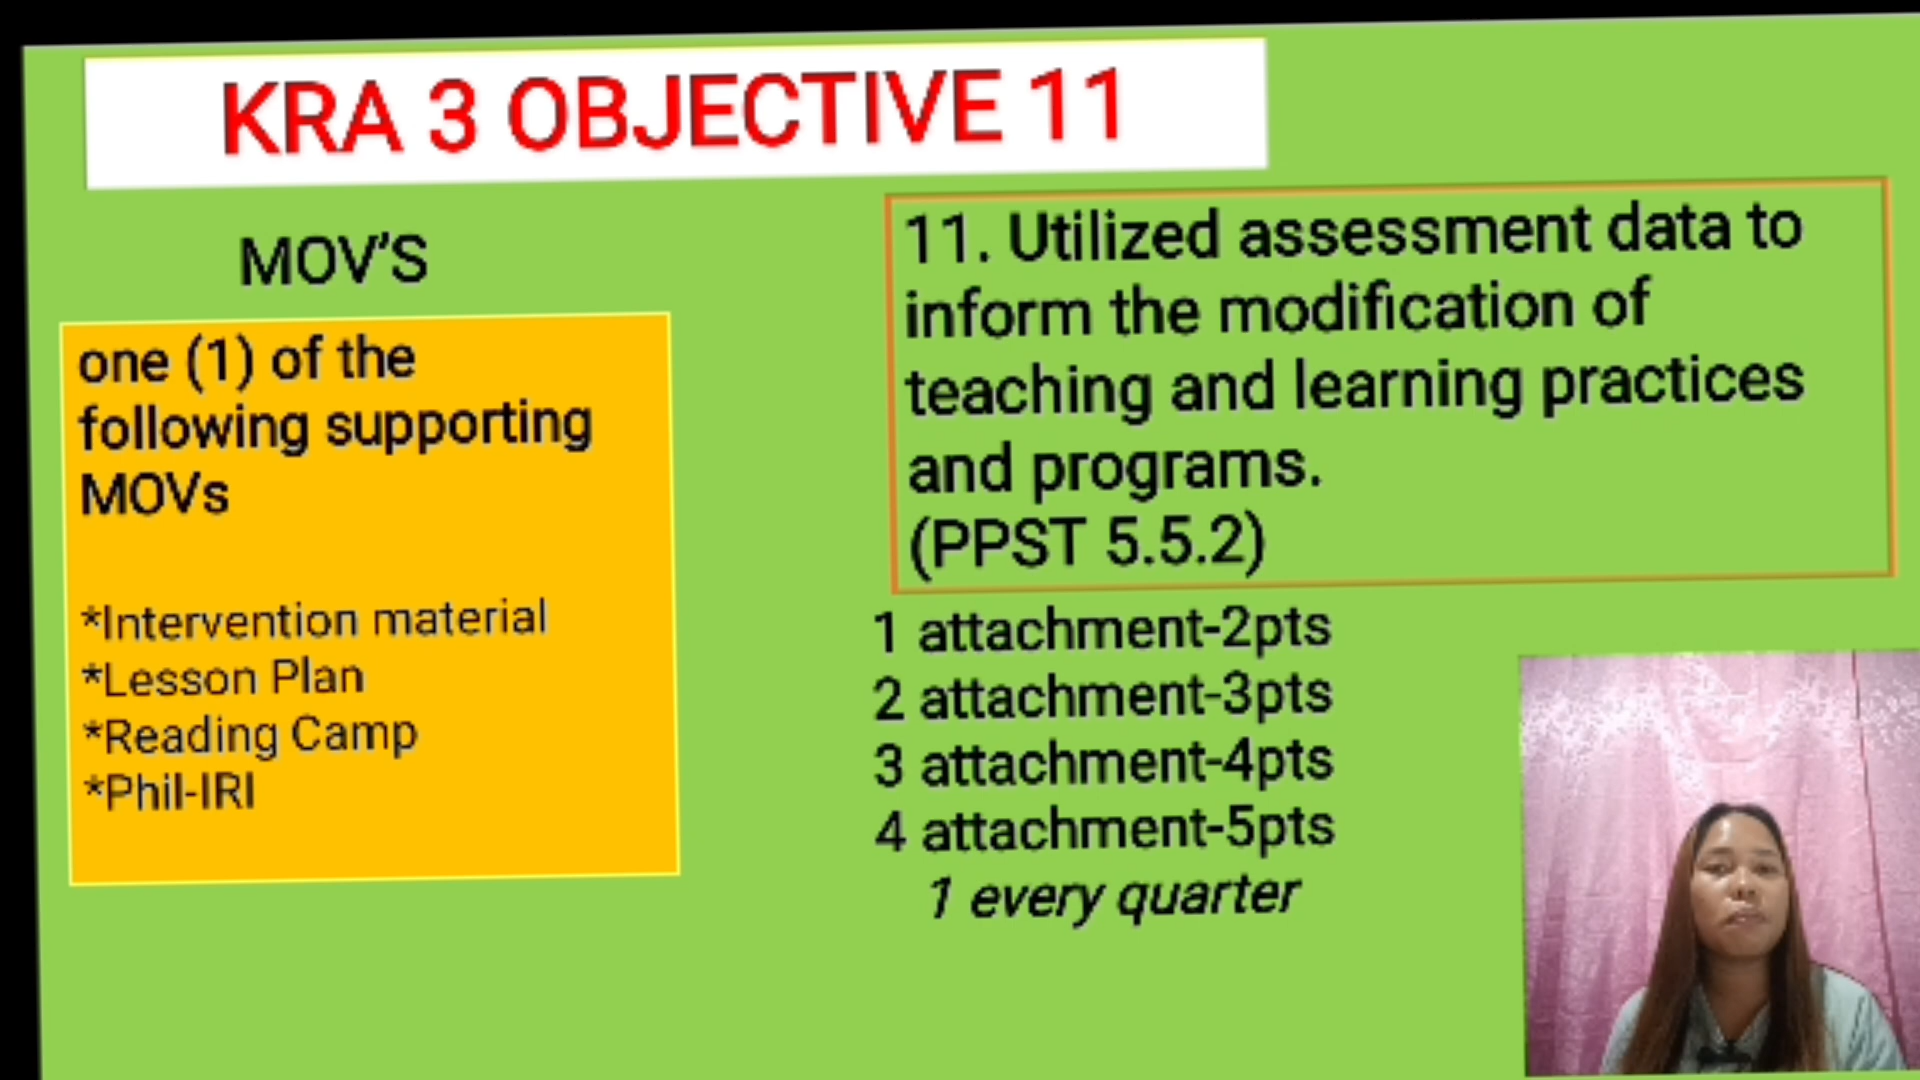 KRA 3 OBJECTIVE 11
MOV'S
one (1) of the
following supporting
MOVs
*Intervention material
*Lesson Plan
*Reading Camp
*Phil-IRI
11. Utilized assessment data to
inform the modification of
teaching and learning practices
and programs.
(PPST 5.5.2)
1 attachment-2pts
2 attachment-3pts
3 attachment-4pts
4 attachment-5pts
1 every quarter